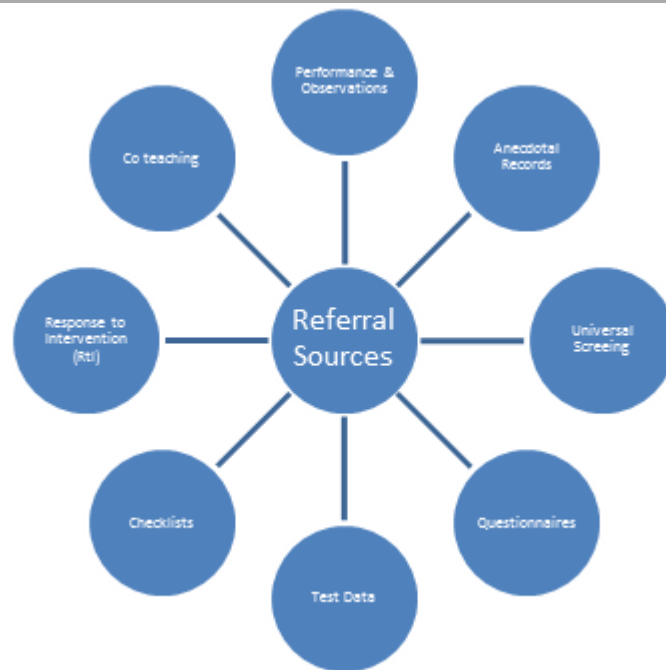 Performance &
Observations
Anecdotal
Records
Universal
Screeing
Questionnaires
Test Data
Checklists
Response to
Intervention
(RtI)
Co teaching
Referral
Sources